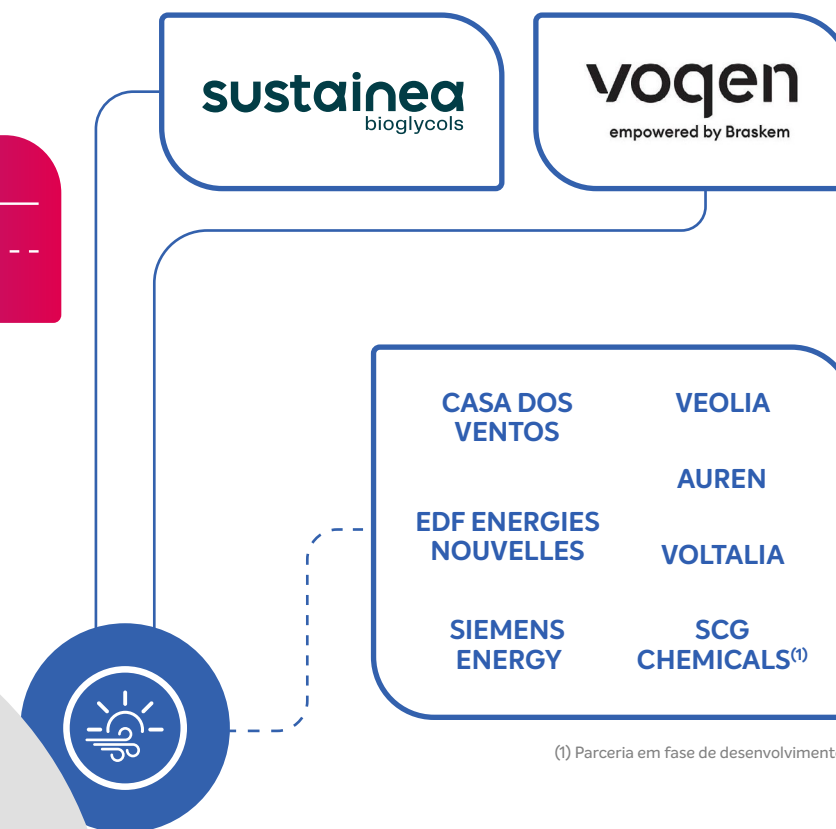 sustainea
bioglycols
voqen
empowered by Braskem
CASA DOS
VENTOS
EDF ENERGIES
NOUVELLES
SIEMENS
ENERGY
VEOLIA
AUREN
VOLTALIA
SCG
CHEMICALS⁽¹⁾
(1) Parceria em fase de desenvolviment